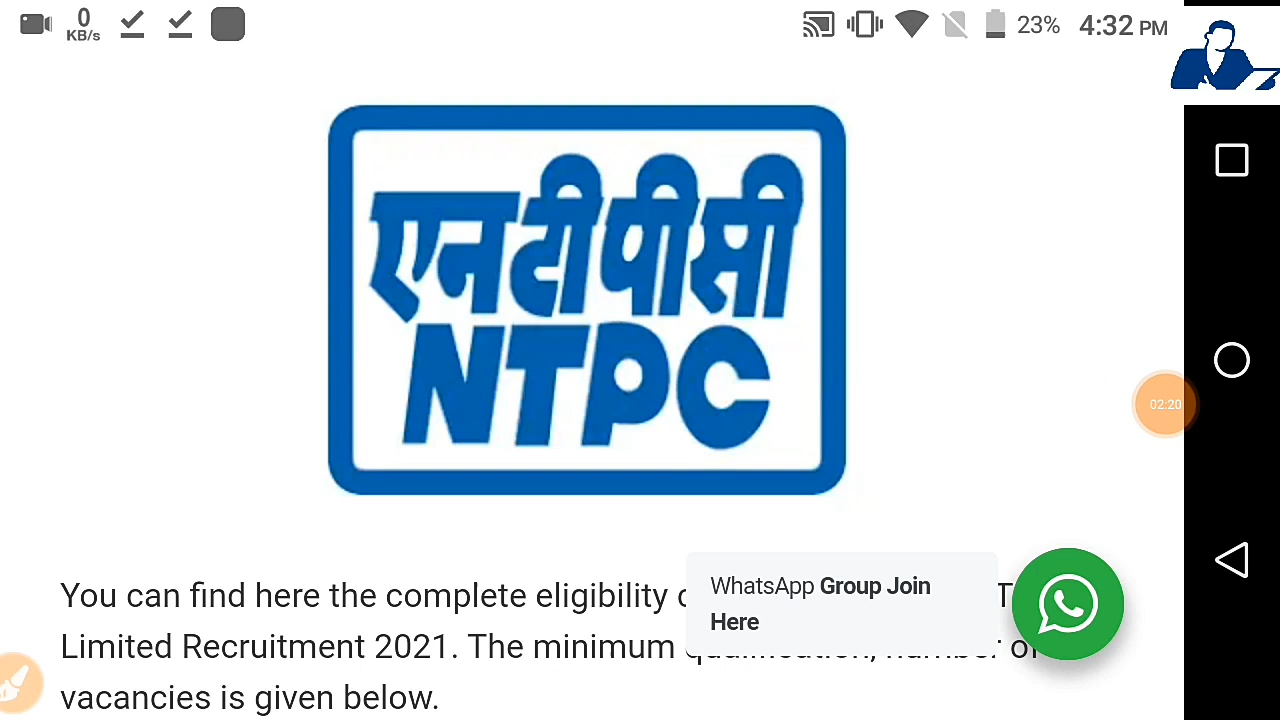 0
KB/s
23%
4:32 PM
एनटीपीसी
NTPC
02:20
WhatsApp Group Join
Here
You can find here the complete eligibility
Limited Recruitment 2021. The minimum
vacancies is given below.